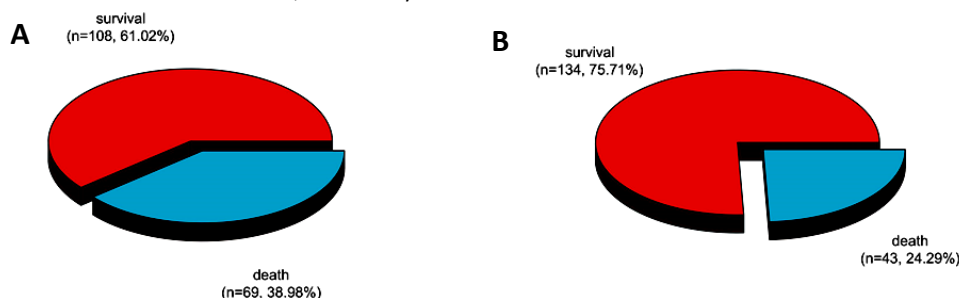 A
survival
(n=108, 61.02%)
death
(n=69, 38.98%)
B
survival
(n=134, 75.71%)
death
(n=43, 24.29%)